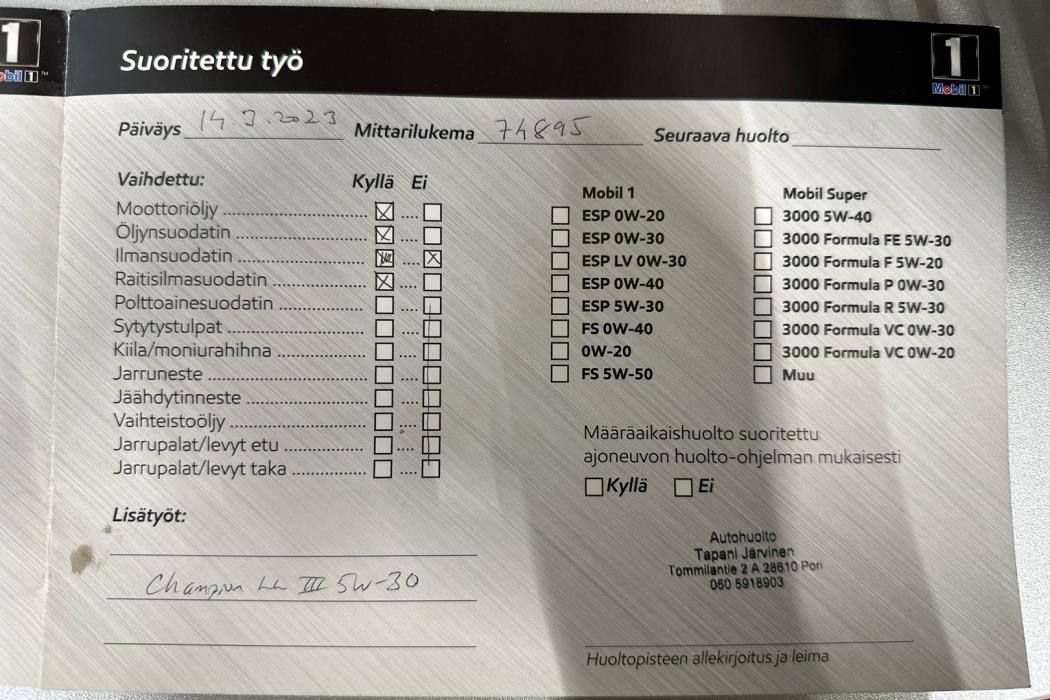 1
Mobil 1™
Suoritettu työ
1
Mobil 1™
Päiväys 14.3.2023 Mittarilukema 74895 Seuraava huolto
Vaihdettu: Kyllä Ei
Moottoriöljy
Öljynsuodatin
Ilmansuodatin
Raitisilmasuodatin
Polttoainesuodatin
Sytytystulpat
Kiila/moniurahihna
Jarruneste
Jäähdytinneste
Vaihteistoöljy
Jarrupalat/levyt etu
Jarrupalat/levyt taka
Lisätyöt:
Champion LL III 5W-30
Mobil 1
ESP 0W-20
ESP 0W-30
ESP LV 0W-30
ESP 0W-40
ESP 5W-30
FS 0W-40
0W-20
FS 5W-50
Mobil Super
3000 5W-40
3000 Formula FE 5W-30
3000 Formula F 5W-20
3000 Formula P 0W-30
3000 Formula R 5W-30
3000 Formula VC 0W-30
3000 Formula VC 0W-20
Muu
Määräaikaishuolto suoritettu
ajoneuvon huolto-ohjelman mukaisesti
Kyllä Ei
Autohuolto
Tapani Järvinen
Tommilantie 2 A 28610 Pori
050 5918903
Huoltopisteen allekirjoitus ja leima